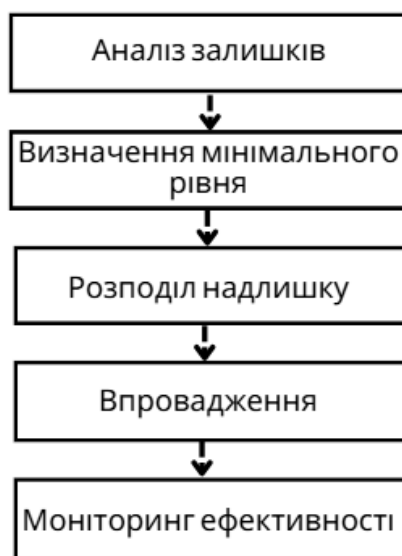 Аналіз залишків
Визначення мінімального
рівня
Розподіл надлишку
Впровадження
Моніторинг ефективності